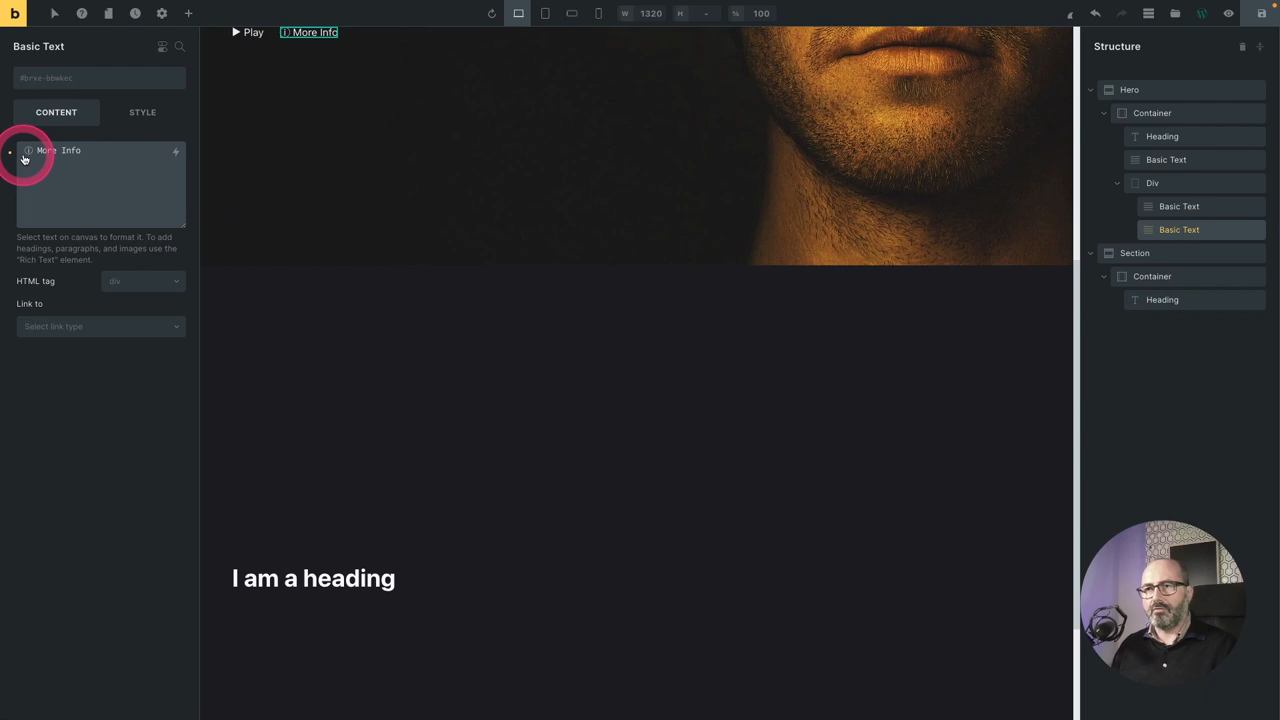 b
W 1320 H - % 100
Basic Text
#brxe-bbwkec
CONTENT STYLE
ⓘ More Info
Select text on canvas to format it. To add
headings, paragraphs, and images use the
"Rich Text" element.
HTML tag div
Link to
Select link type
▶ Play ⓘ More Info
I am a heading
Structure
Hero
Container
Heading
Basic Text
Div
Basic Text
Basic Text
Section
Container
Heading